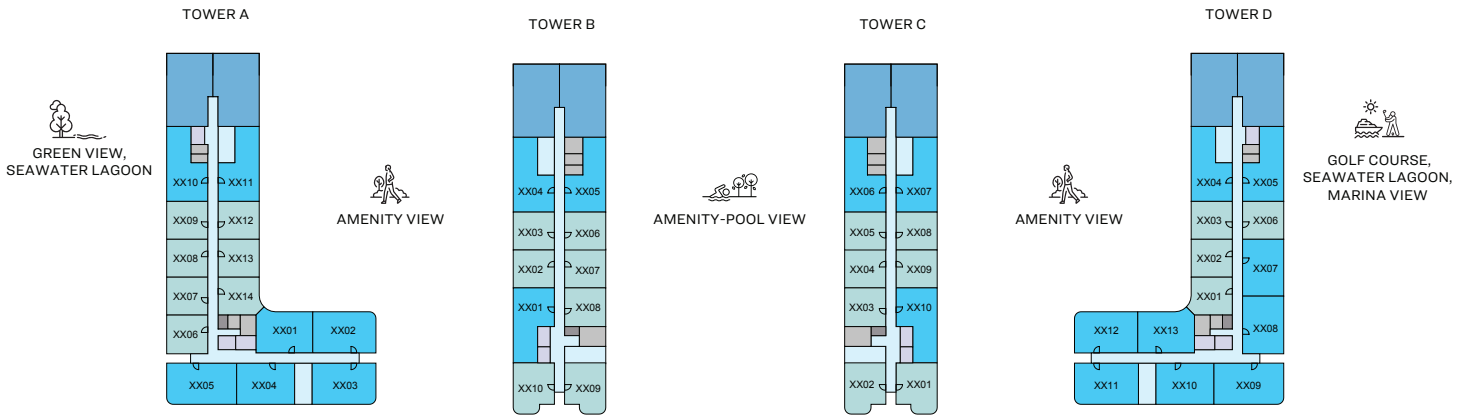 TOWER A
TOWER B
TOWER C
TOWER D
GREEN VIEW,
SEAWATER LAGOON
AMENITY VIEW
AMENITY-POOL VIEW
AMENITY VIEW
GOLF COURSE,
SEAWATER LAGOON,
MARINA VIEW
XX10 XX11
XX09 XX12
XX08 XX13
XX07 XX14
XX06 XX01 XX02
XX05 XX04 XX03
XX04 XX05
XX03 XX06
XX02 XX07
XX01 XX08
XX10 XX09
XX06 XX07
XX05 XX08
XX04 XX09
XX03 XX10
XX02 XX01
XX04 XX05
XX03 XX06
XX02 XX07
XX01
XX12 XX13 XX08
XX11 XX10 XX09